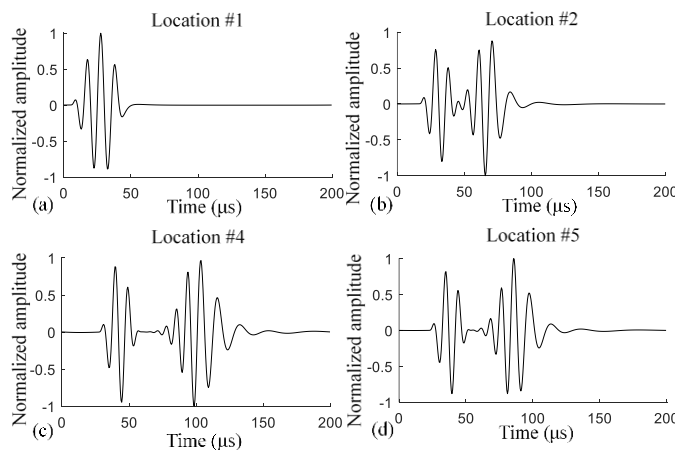 Location #1
Normalized amplitude
1
0.5
0
-0.5
-1
0 50 100 150 200
(a) Time (μs)
Location #2
Normalized amplitude
1
0.5
0
-0.5
-1
0 50 100 150 200
(b) Time (μs)
Location #4
Normalized amplitude
1
0.5
0
-0.5
-1
0 50 100 150 200
(c) Time (μs)
Location #5
Normalized amplitude
1
0.5
0
-0.5
-1
0 50 100 150 200
(d) Time (μs)